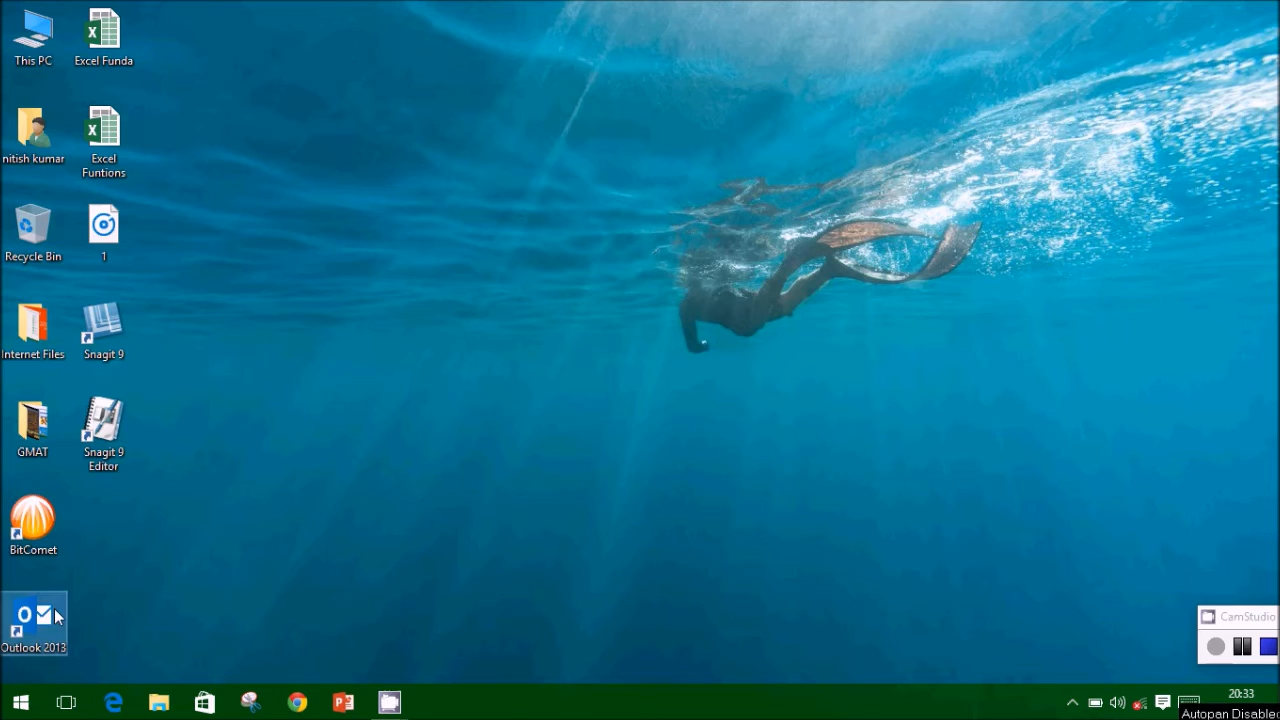 This PC
Excel Funda
nitish kumar
Excel
Funtions
Recycle Bin
1
Internet Files
Snagit 9
GMAT
Snagit 9
Editor
BitComet
Outlook 2013
CamStudio
20:33
Autopan Disabled